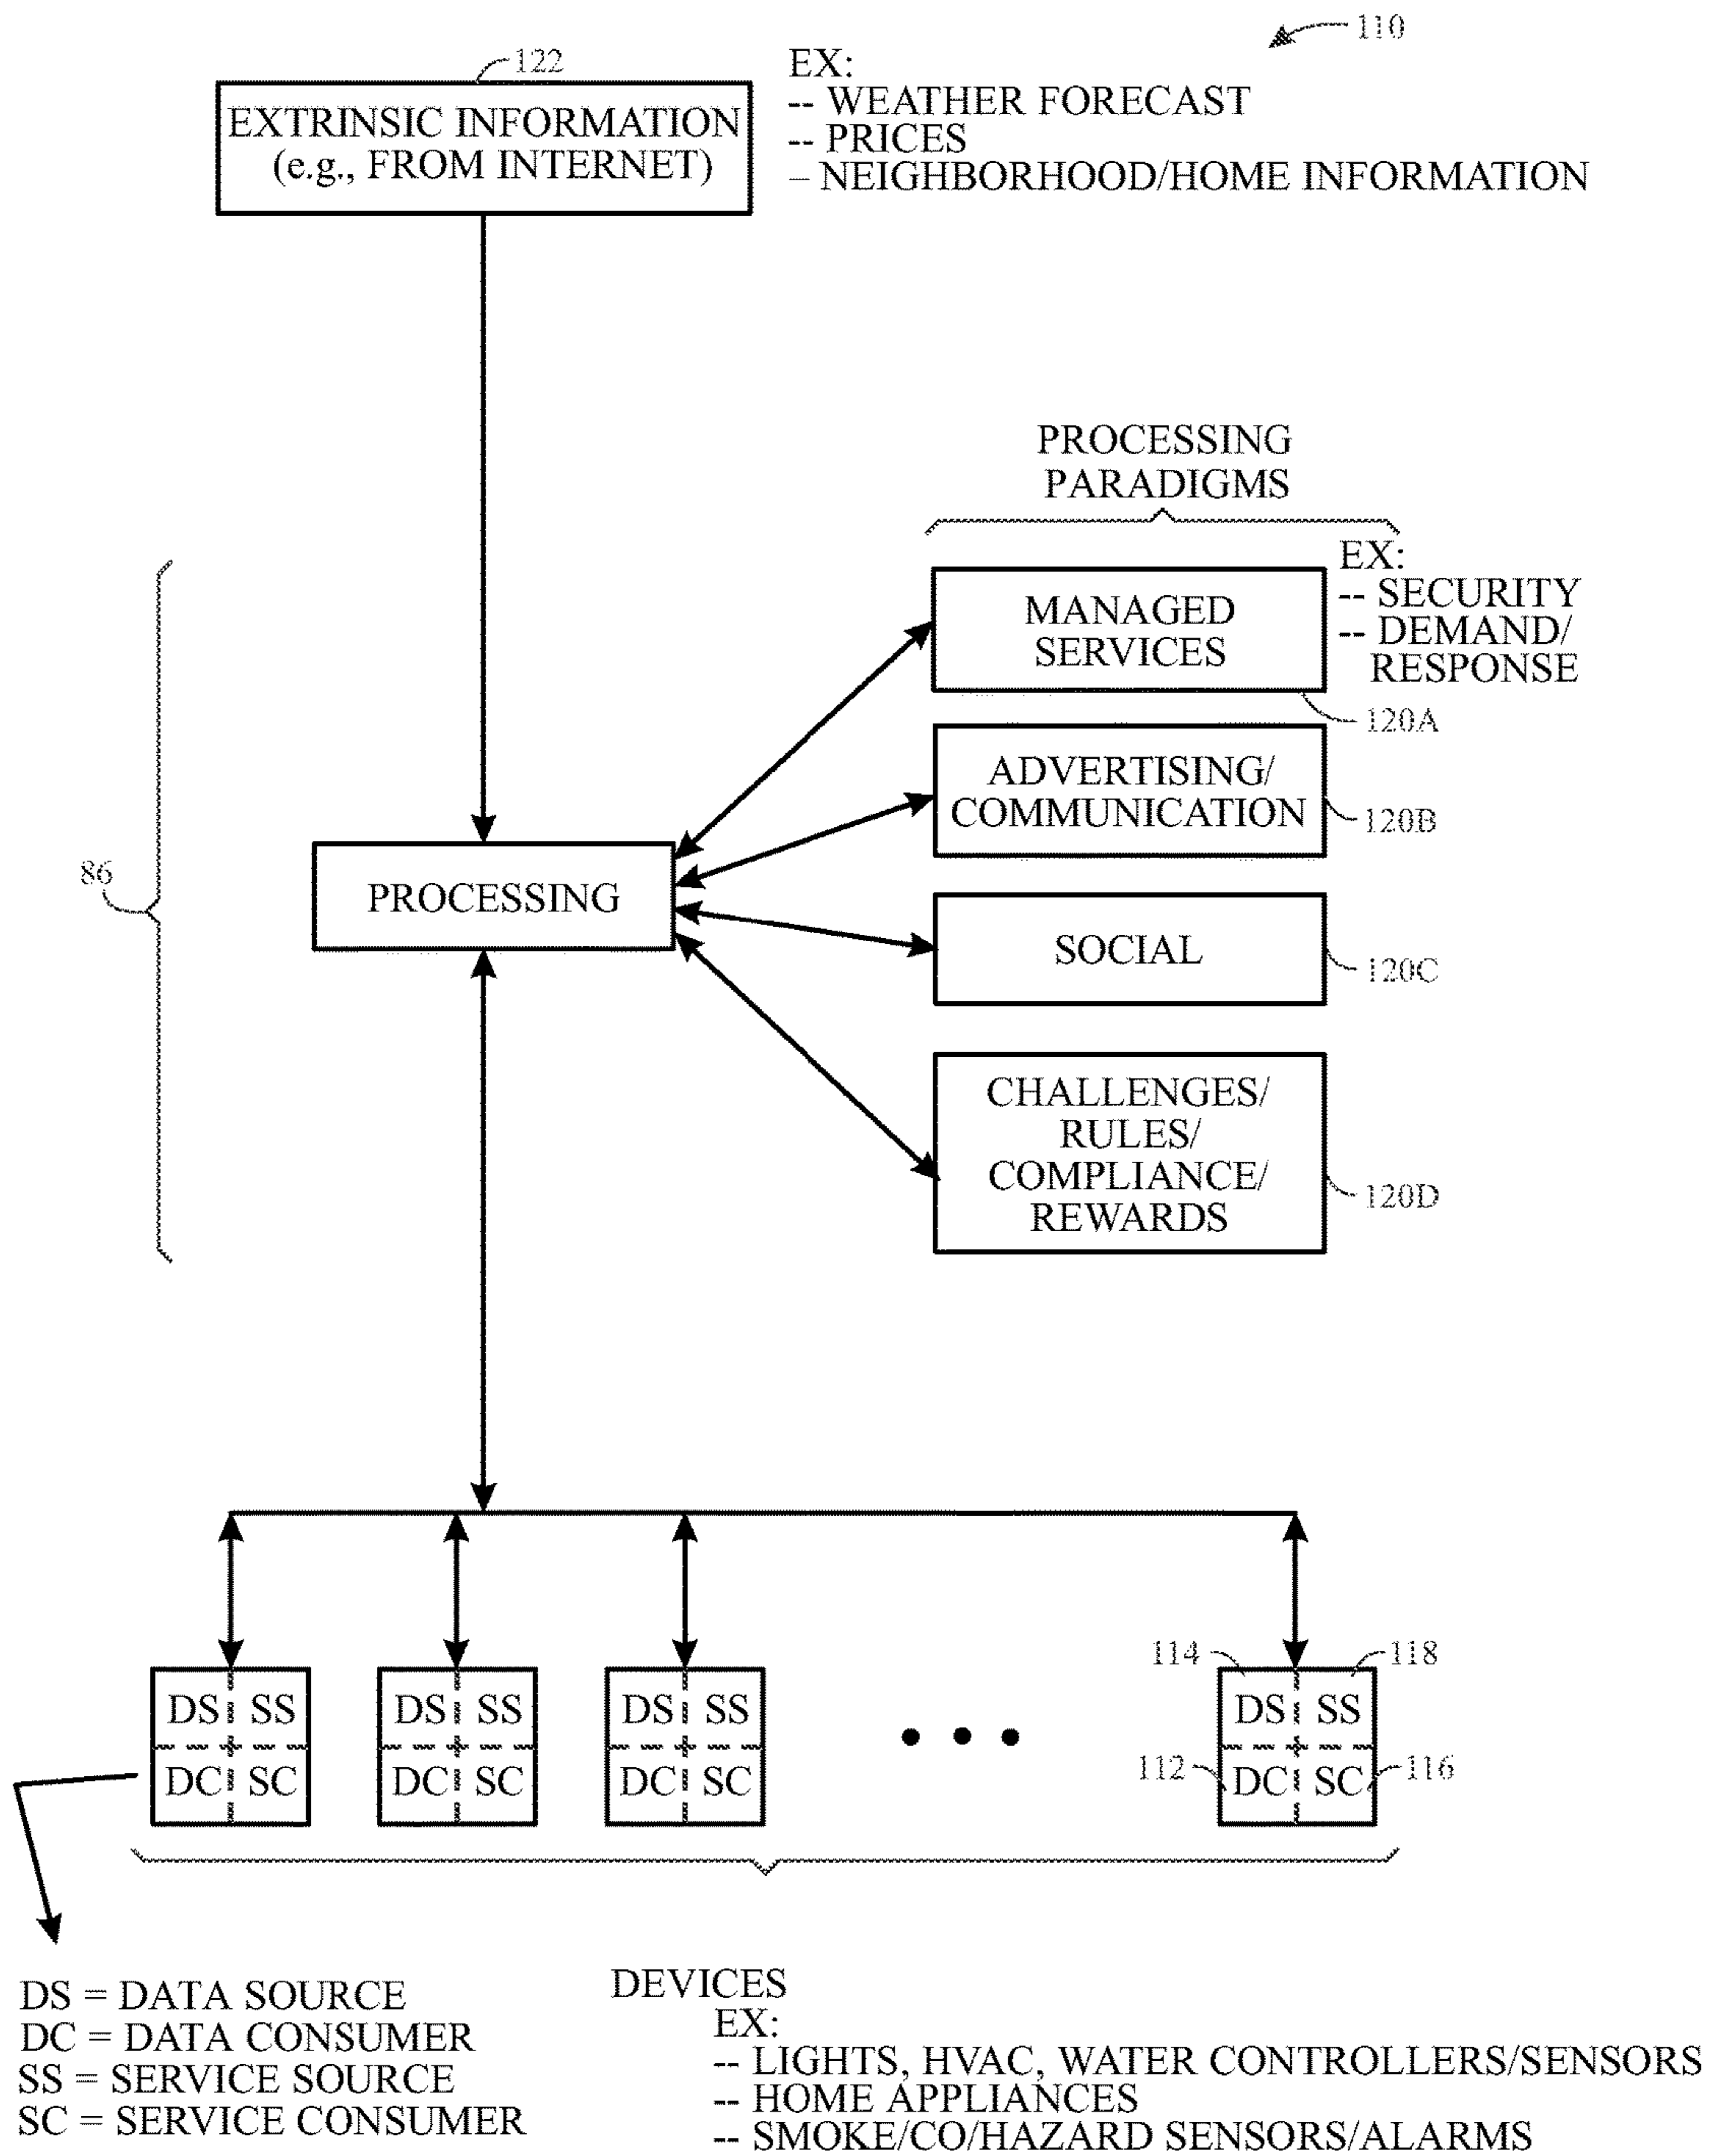 110
122
EXTRINSIC INFORMATION
(e.g., FROM INTERNET)
EX:
-- WEATHER FORECAST
-- PRICES
– NEIGHBORHOOD/HOME INFORMATION
PROCESSING
PARADIGMS
MANAGED
SERVICES
EX:
-- SECURITY
-- DEMAND/
RESPONSE
120A
ADVERTISING/
COMMUNICATION
120B
86
PROCESSING
SOCIAL
120C
CHALLENGES/
RULES/
COMPLIANCE/
REWARDS
120D
114
118
DS SS
DS SS
DS SS
DS SS
DC SC
DC SC
DC SC
112
DC SC
116
DS = DATA SOURCE
DC = DATA CONSUMER
SS = SERVICE SOURCE
SC = SERVICE CONSUMER
DEVICES
EX:
-- LIGHTS, HVAC, WATER CONTROLLERS/SENSORS
-- HOME APPLIANCES
-- SMOKE/CO/HAZARD SENSORS/ALARMS